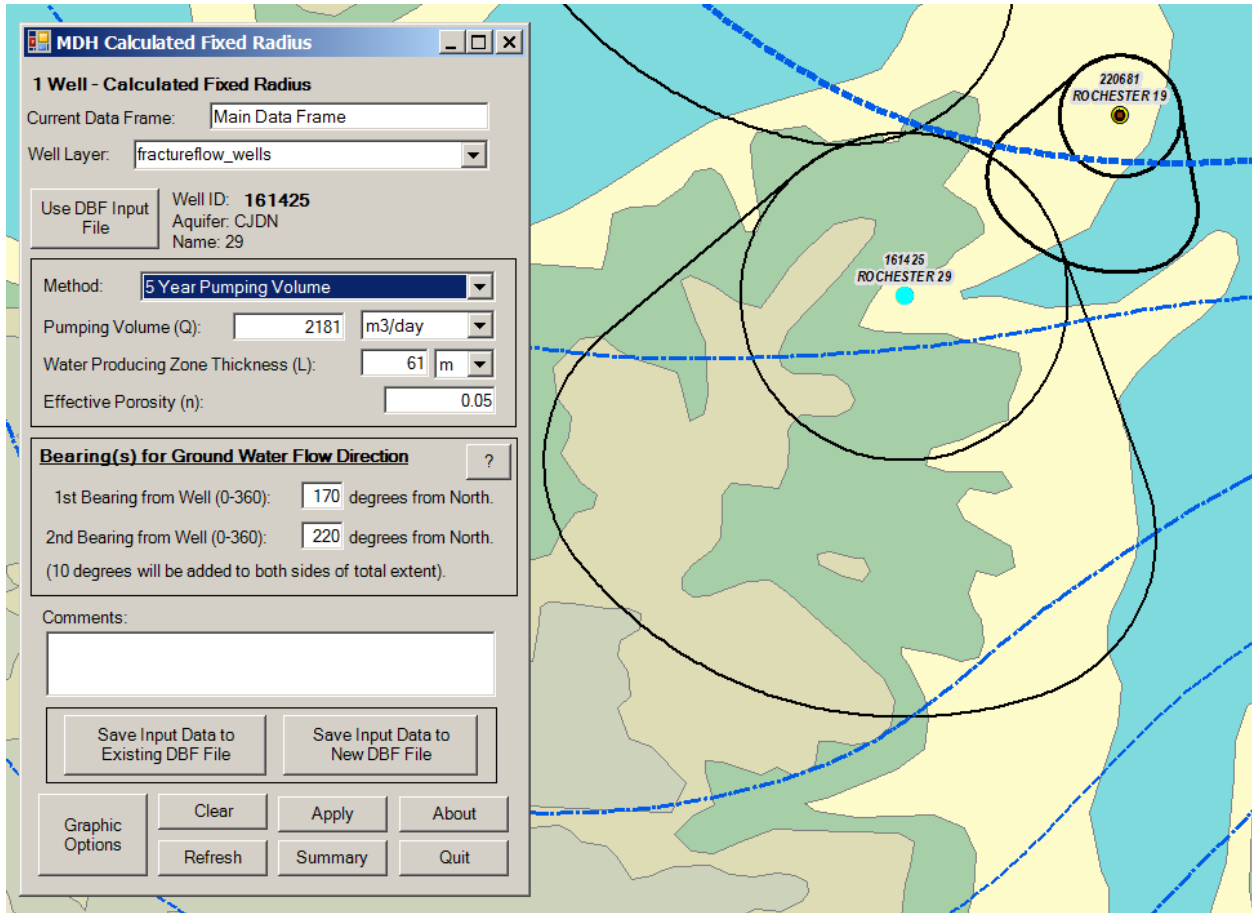 MDH Calculated Fixed Radius
1 Well - Calculated Fixed Radius
Current Data Frame: Main Data Frame
Well Layer: fractureflow_wells
Use DBF Input
File
Well ID: 161425
Aquifer: CJDN
Name: 29
Method: 5 Year Pumping Volume
Pumping Volume (Q): 2181 m3/day
Water Producing Zone Thickness (L): 61 m
Effective Porosity (n): 0.05
Bearing(s) for Ground Water Flow Direction ?
1st Bearing from Well (0-360): 170 degrees from North.
2nd Bearing from Well (0-360): 220 degrees from North.
(10 degrees will be added to both sides of total extent).
Comments:
Save Input Data to
Existing DBF File
Save Input Data to
New DBF File
Graphic
Options
Clear Apply About
Refresh Summary Quit
220681
ROCHESTER 19
161425
ROCHESTER 29